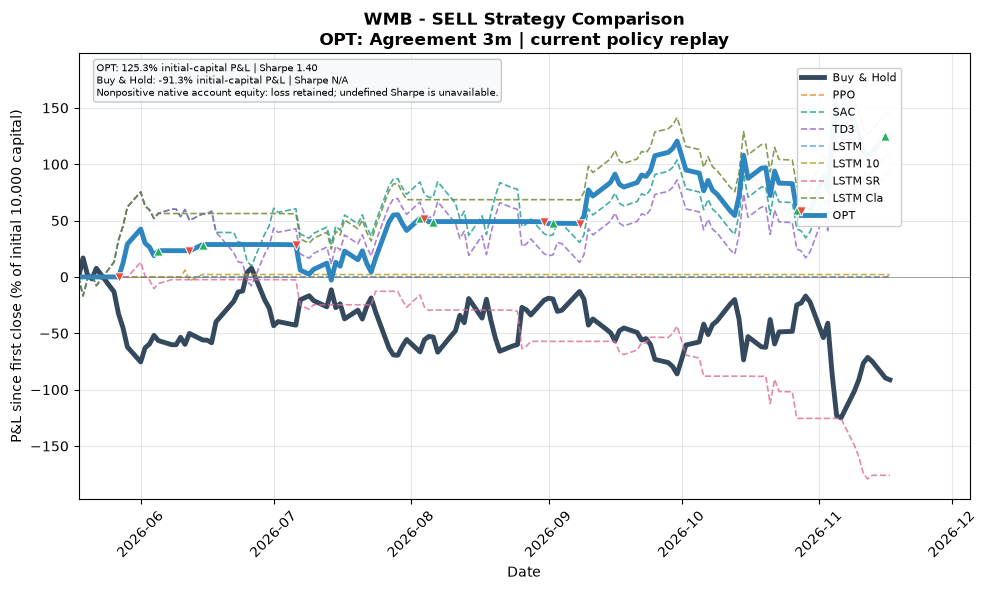 WMB - SELL Strategy Comparison
OPT: Agreement 3m | current policy replay
OPT: 125.3% initial-capital P&L | Sharpe 1.40
Buy & Hold: -91.3% initial-capital P&L | Sharpe N/A
Nonpositive native account equity: loss retained; undefined Sharpe is unavailable.
Buy & Hold
PPO
SAC
TD3
LSTM
LSTM 10
LSTM SR
LSTM Cla
OPT
P&L since first close (% of initial 10,000 capital)
150
100
50
0
−50
−100
−150
2026-06
2026-07
2026-08
2026-09
2026-10
2026-11
2026-12
Date